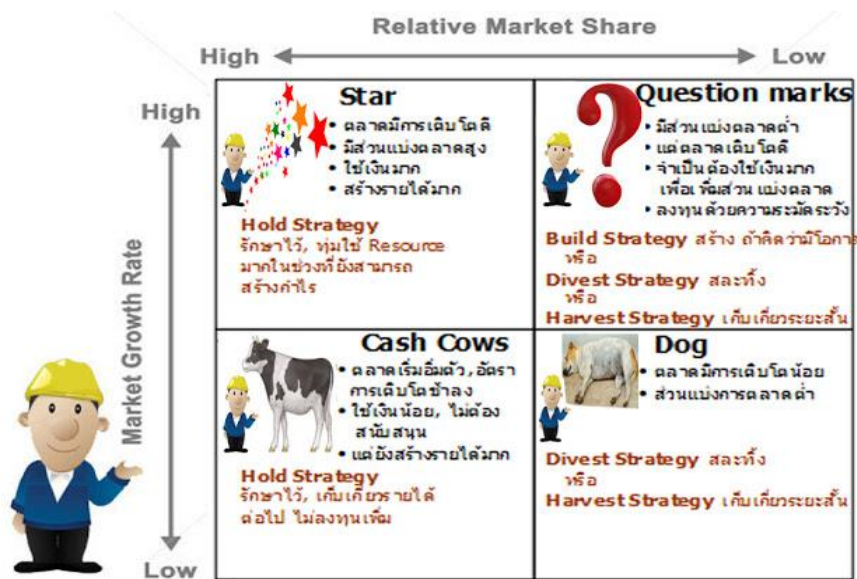 Relative Market Share
High
Low
High
Market Growth Rate
Low
Star
• ตลาดมีการเติบโตดี
• มีส่วนแบ่งตลาดสูง
• ใช้เงินมาก
• สร้างรายได้มาก
Hold Strategy
รักษาไว้, ทุ่มใช้ Resource
มากในช่วงที่ยังสามารถ
สร้างกำไร
Question marks
• มีส่วนแบ่งตลาดต่ำ
• แต่ตลาดเติบโตดี
• จำเป็นต้องใช้เงินมาก
เพื่อเพิ่มส่วนแบ่งตลาด
• ลงทุนด้วยความระมัดระวัง
Build Strategy สร้าง ถ้าคิดว่ามีโอกาส
หรือ
Divest Strategy สละทิ้ง
หรือ
Harvest Strategy เก็บเกี่ยวระยะสั้น
Cash Cows
• ตลาดเริ่มอิ่มตัว,อัตรา
การเติบโตช้าลง
• ใช้เงินน้อย, ไม่ต้อง
สนับสนุน
• แต่ยังสร้างรายได้มาก
Hold Strategy
รักษาไว้, เก็บเกี่ยวรายได้
ต่อไป ไม่ลงทุนเพิ่ม
Dog
• ตลาดมีการเติบโตน้อย
• ส่วนแบ่งการตลาดต่ำ
Divest Strategy สละทิ้ง
หรือ
Harvest Strategy เก็บเกี่ยวระยะสั้น